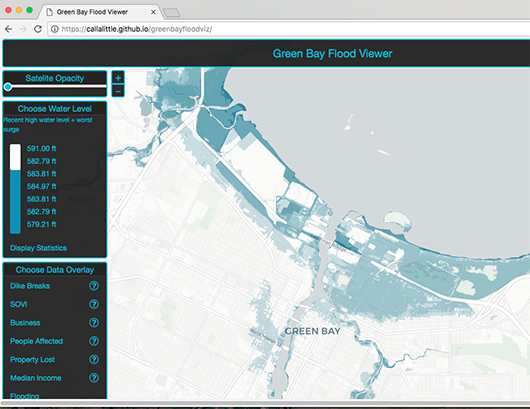 Green Bay Flood Viewer
https://callalittle.github.io/greenbayfloodviz/
Green Bay Flood Viewer
Satelite Opacity
+
−
Choose Water Level
Recent high water level + worst
surge
591.00 ft
582.79 ft
583.81 ft
584.97 ft
583.81 ft
582.79 ft
579.21 ft
Display Statistics
Choose Data Overlay
Dike Breaks ?
SOVI ?
Business ?
People Affected ?
Property Lost ?
Median Income ?
Flooding
GREEN BAY